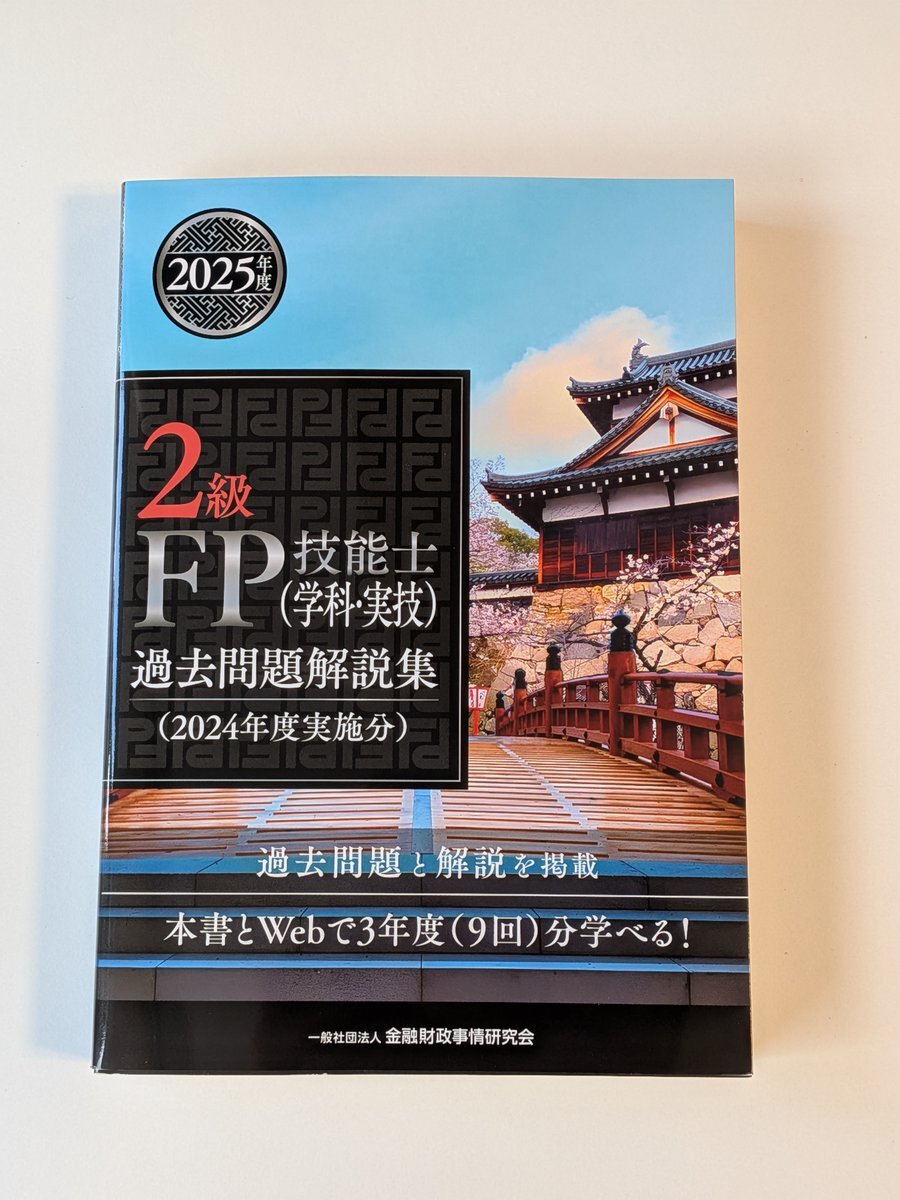 2025年度
2級
FP技能士
(学科・実技)
過去問題解説集
(2024年度実施分)
過去問題と解説を掲載
本書とWebで3年度(9回)分学べる!
一般社団法人 金融財政事情研究会